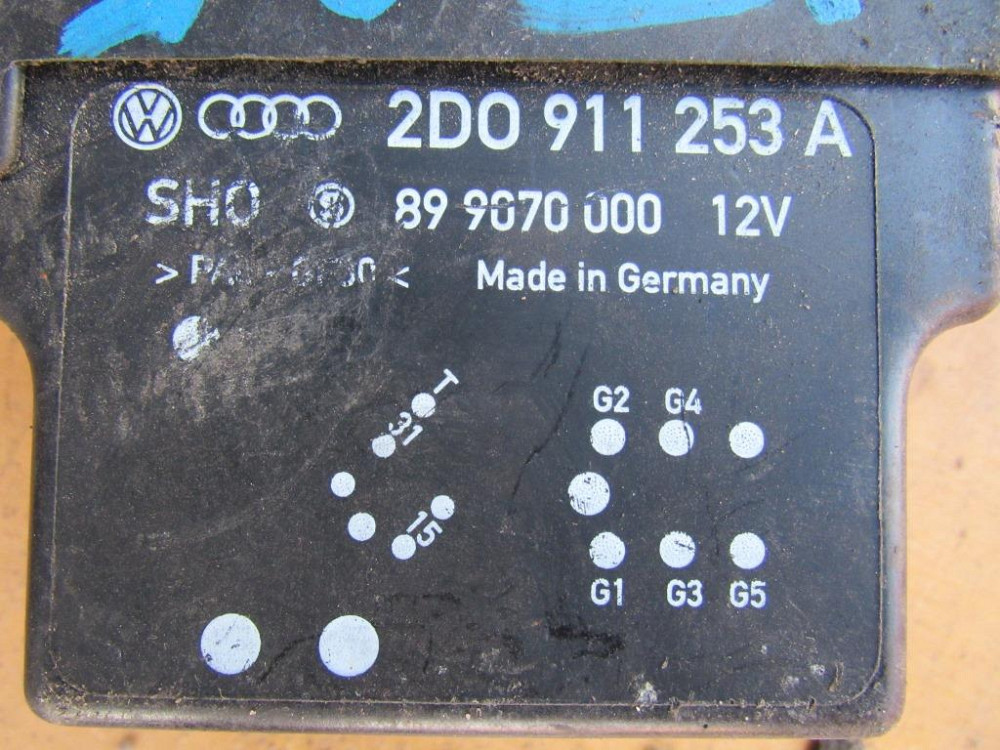 2D0 911 253 A
SHO 89 9070 000 12V
Made in Germany
T
31
15
G2 G4
G1 G3 G5